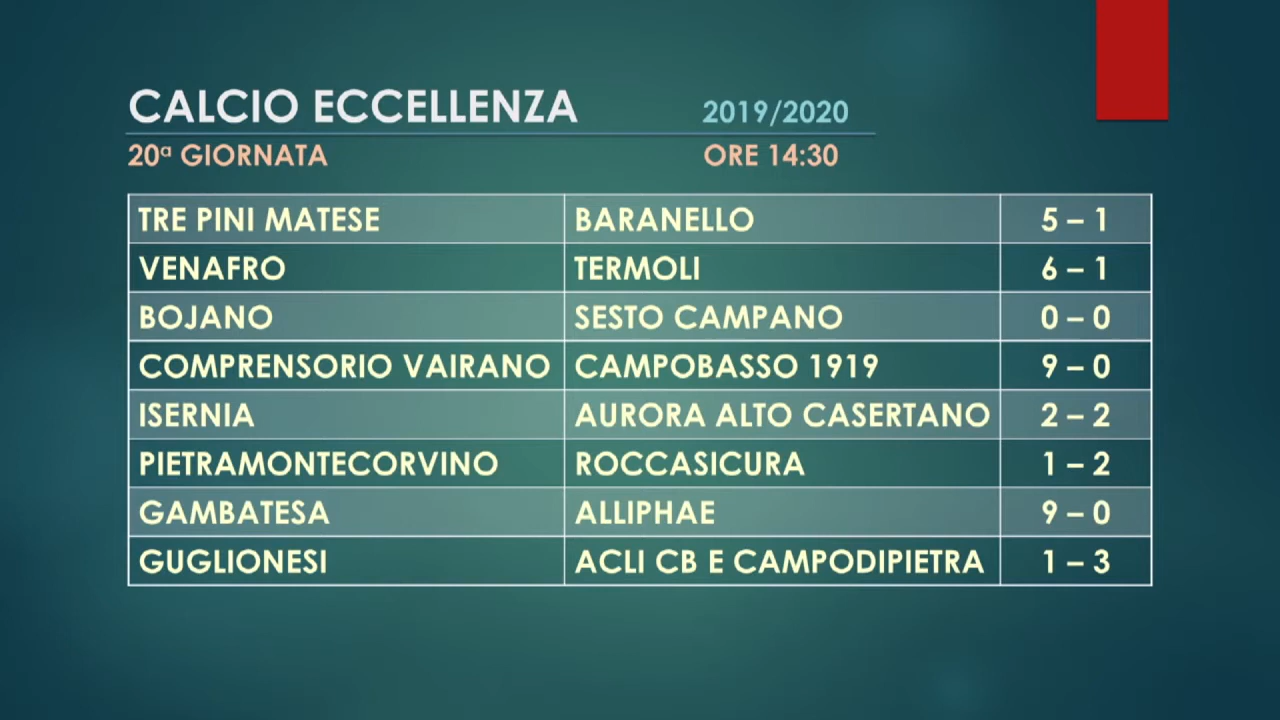 CALCIO ECCELLENZA 2019/2020
20ª GIORNATA ORE 14:30
TRE PINI MATESE BARANELLO 5 – 1
VENAFRO TERMOLI 6 – 1
BOJANO SESTO CAMPANO 0 – 0
COMPRENSORIO VAIRANO CAMPOBASSO 1919 9 – 0
ISERNIA AURORA ALTO CASERTANO 2 – 2
PIETRAMONTECORVINO ROCCASICURA 1 – 2
GAMBATESA ALLIPHAE 9 – 0
GUGLIONESI ACLI CB E CAMPODIPIETRA 1 – 3